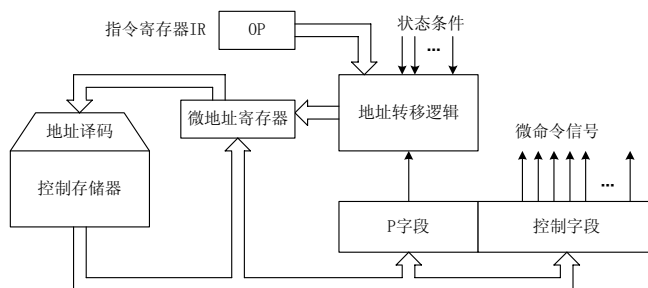 指令寄存器IR
OP
状态条件
...
地址转移逻辑
微地址寄存器
地址译码
控制存储器
微命令信号
...
P字段
控制字段